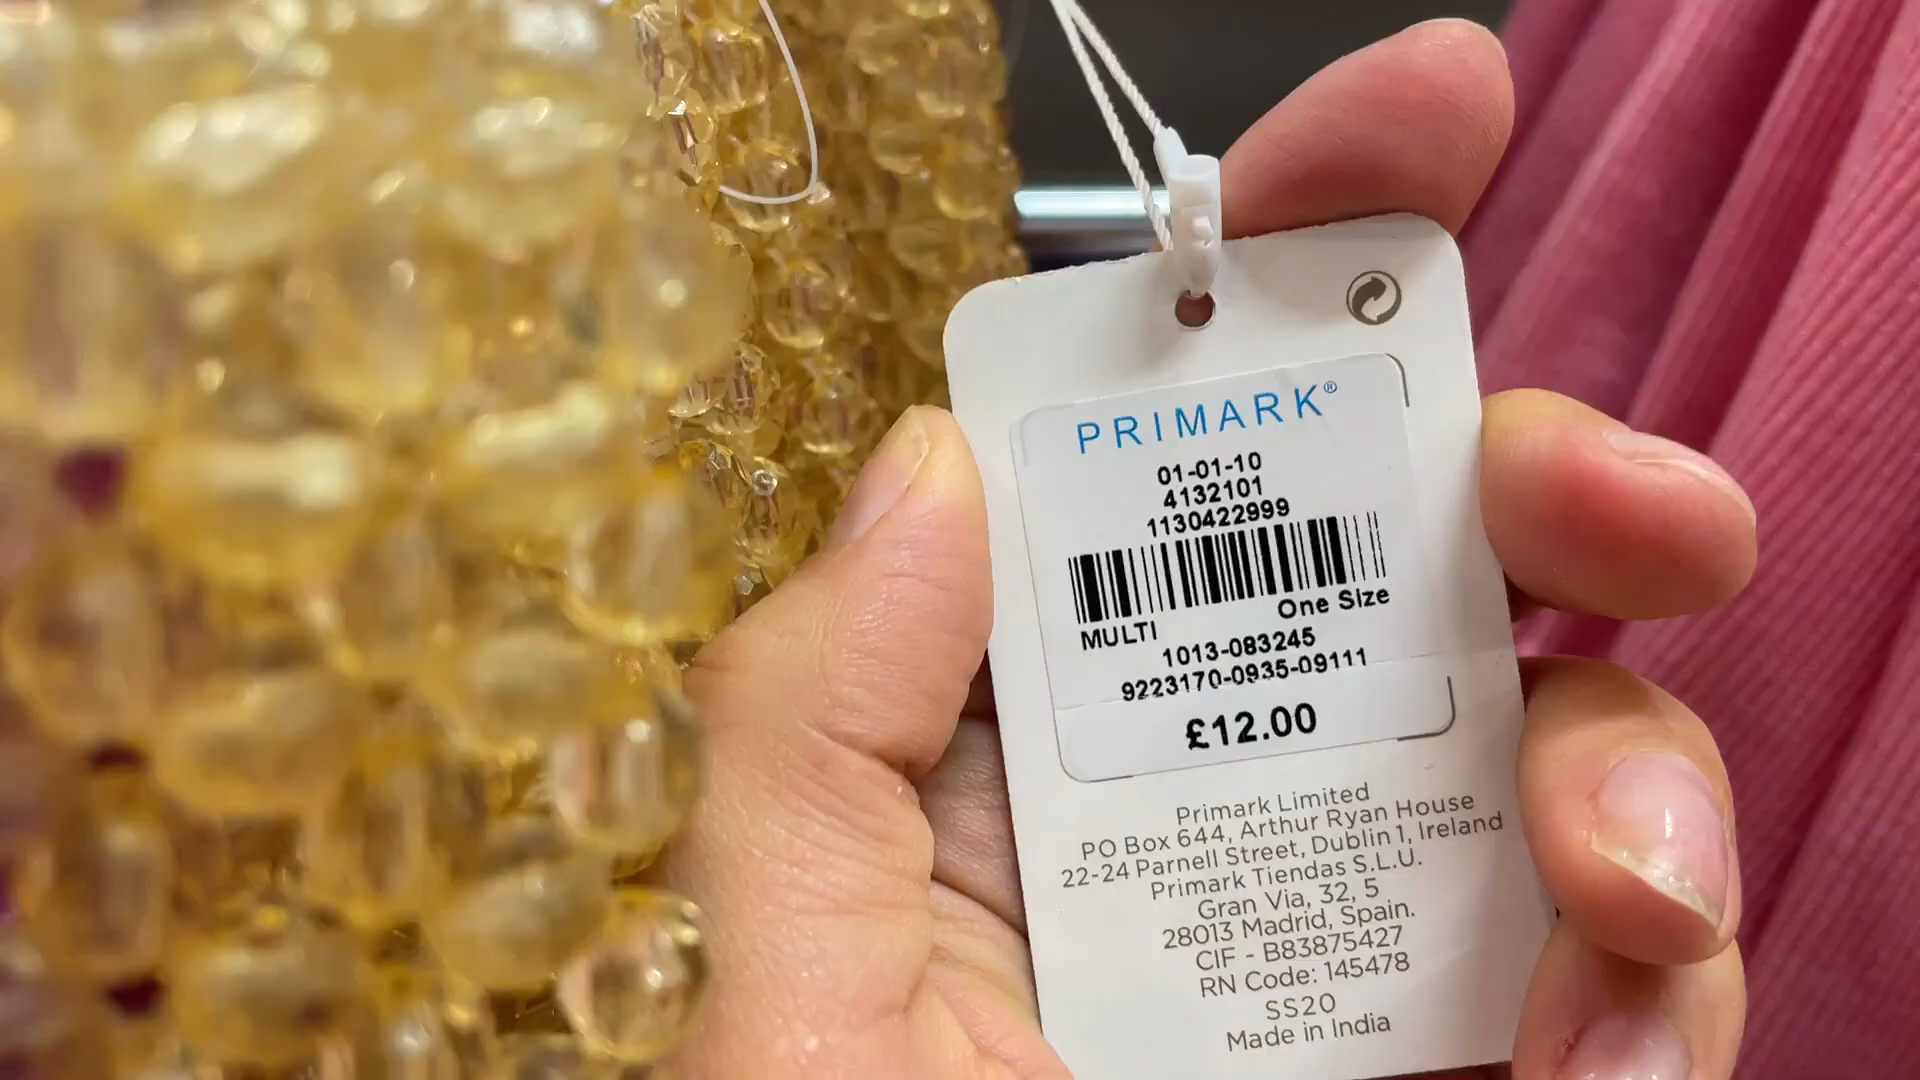 PRIMARK®
01-01-10
4132101
1130422999
One Size
MULTI
1013-083245
9223170-0935-09111
£12.00
Primark Limited
PO Box 644, Arthur Ryan House
22-24 Parnell Street, Dublin 1, Ireland
Primark Tiendas S.L.U.
Gran Via, 32, 5
28013 Madrid, Spain.
CIF - B83875427
RN Code: 145478
SS20
Made in India